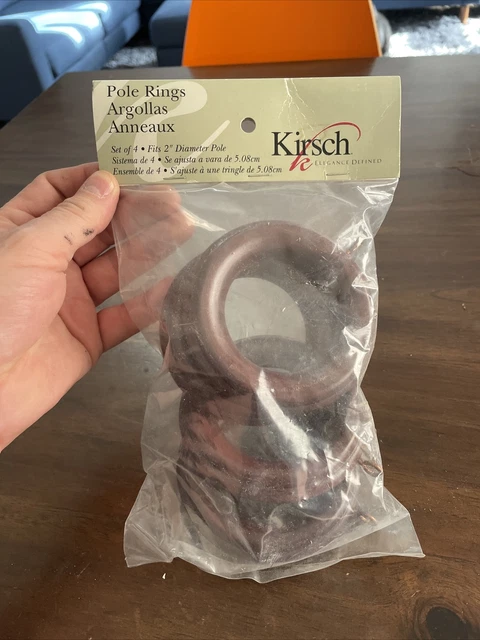 Pole Rings
Argollas
Anneaux
Set of 4 • Fits 2" Diameter Pole
Sistema de 4 • Se ajusta a vara de 5.08cm
Ensemble de 4 • S'ajuste à une tringle de 5.08cm
Kirsch
ELEGANCE DEFINED